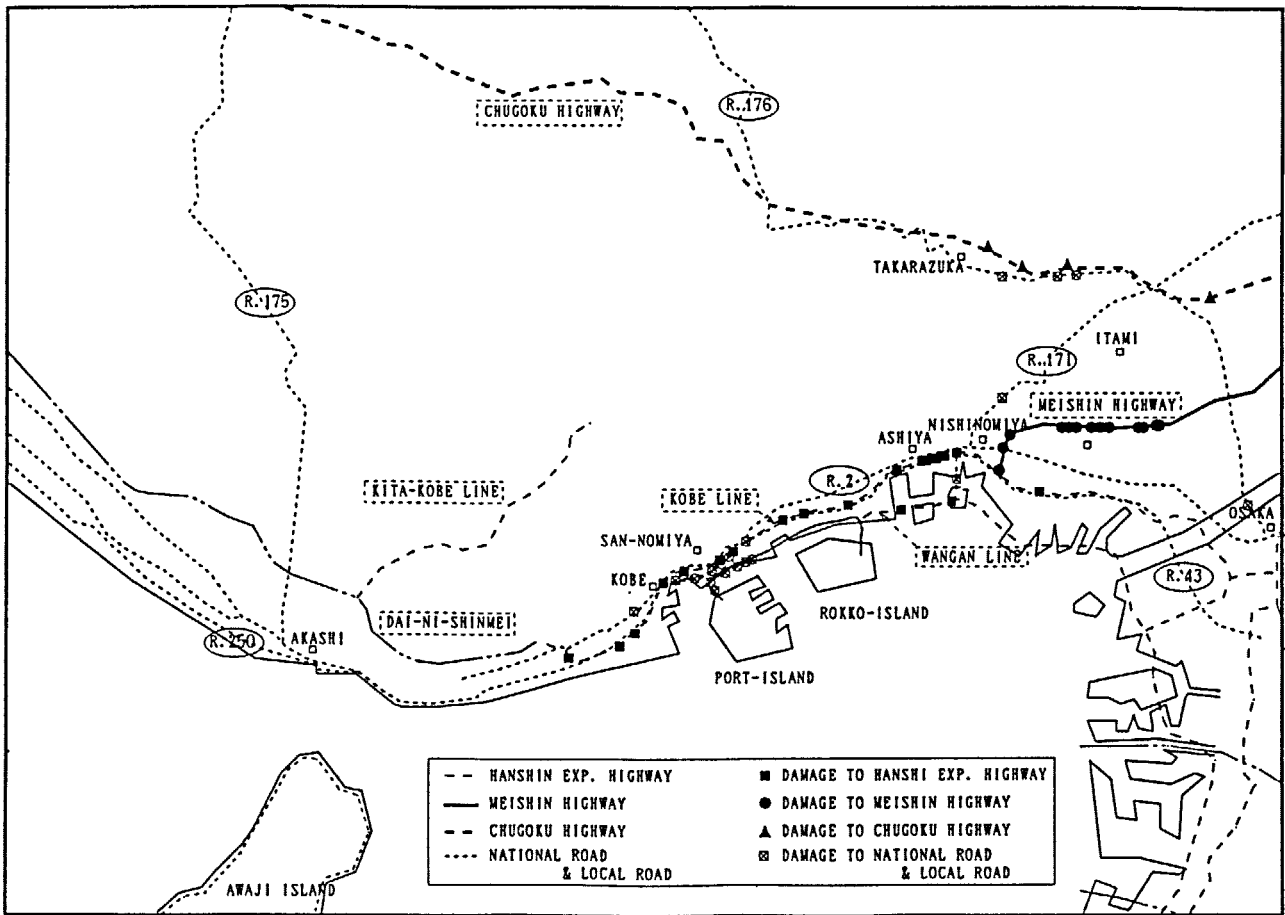 CHUGOKU HIGHWAY
R. 176
TAKARAZUKA
R. 175
ITAMI
R. 171
MEISHIN HIGHWAY
NISHINOMIYA
ASHIYA
KITA-KOBE LINE
R. 2
KOBE LINE
OSAKA
SAN-NOMIYA
WANGAN LINE
KOBE
R. 43
ROKKO-ISLAND
DAI-NI-SHINMEI
R. 250
AKASHI
PORT-ISLAND
HANSHIN EXP. HIGHWAY
MEISHIN HIGHWAY
CHUGOKU HIGHWAY
NATIONAL ROAD
& LOCAL ROAD
DAMAGE TO HANSHI EXP. HIGHWAY
DAMAGE TO MEISHIN HIGHWAY
DAMAGE TO CHUGOKU HIGHWAY
DAMAGE TO NATIONAL ROAD
& LOCAL ROAD
AWAJI ISLAND